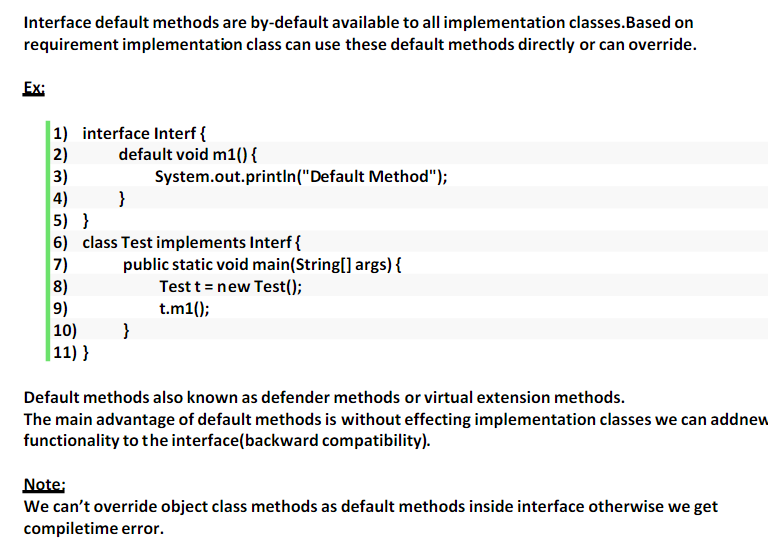 Interface default methods are by-default available to all implementation classes.Based on
requirement implementation class can use these default methods directly or can override.
Ex:
1) interface Interf {
2) default void m1() {
3) System.out.println("Default Method");
4) }
5) }
6) class Test implements Interf {
7) public static void main(String[] args) {
8) Test t = new Test();
9) t.m1();
10) }
11) }
Default methods also known as defender methods or virtual extension methods.
The main advantage of default methods is without effecting implementation classes we can addnew
functionality to the interface(backward compatibility).
Note:
We can’t override object class methods as default methods inside interface otherwise we get
compiletime error.